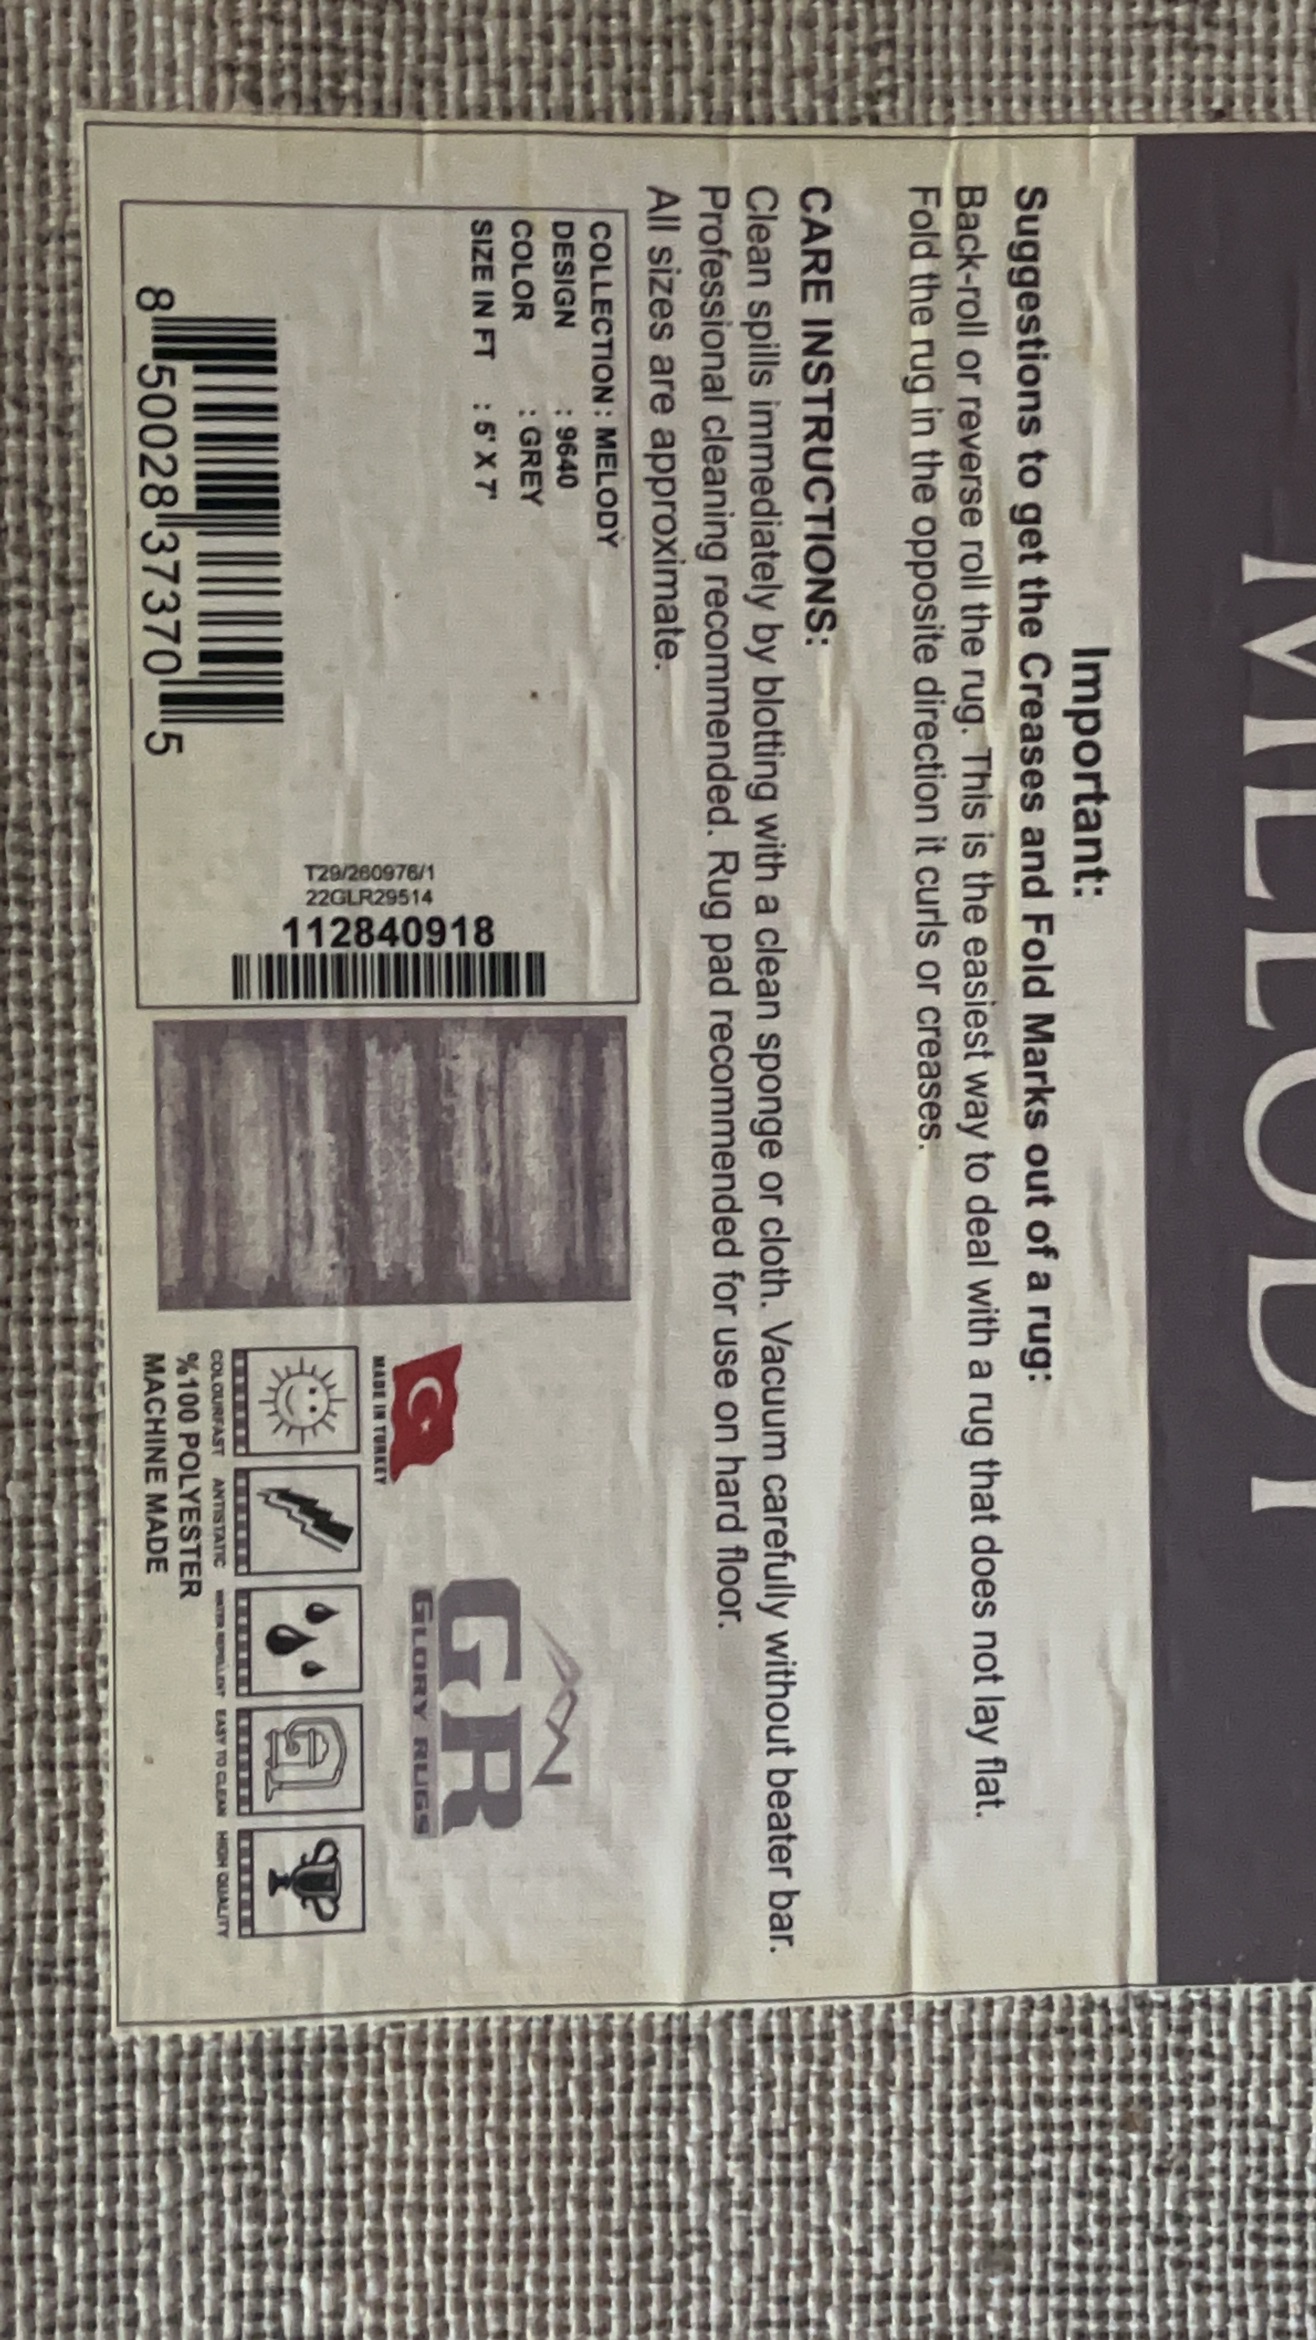 MELODY
Important:
Suggestions to get the Creases and Fold Marks out of a rug:
Back-roll or reverse roll the rug. This is the easiest way to deal with a rug that does not lay flat.
Fold the rug in the opposite direction it curls or creases.
CARE INSTRUCTIONS:
Clean spills immediately by blotting with a clean sponge or cloth. Vacuum carefully without beater bar.
Professional cleaning recommended. Rug pad recommended for use on hard floor.
All sizes are approximate.
COLLECTION : MELODY
DESIGN : 9640
COLOR : GREY
SIZE IN FT : 5' X 7'
8 50028 37370 5
T29/260976/1
22GLR29514
112840918
GR
GLORY RUGS
MADE IN TURKEY
COLOURFAST ANTISTATIC WATER REPELLENT EASY TO CLEAN HIGH QUALITY
%100 POLYESTER
MACHINE MADE